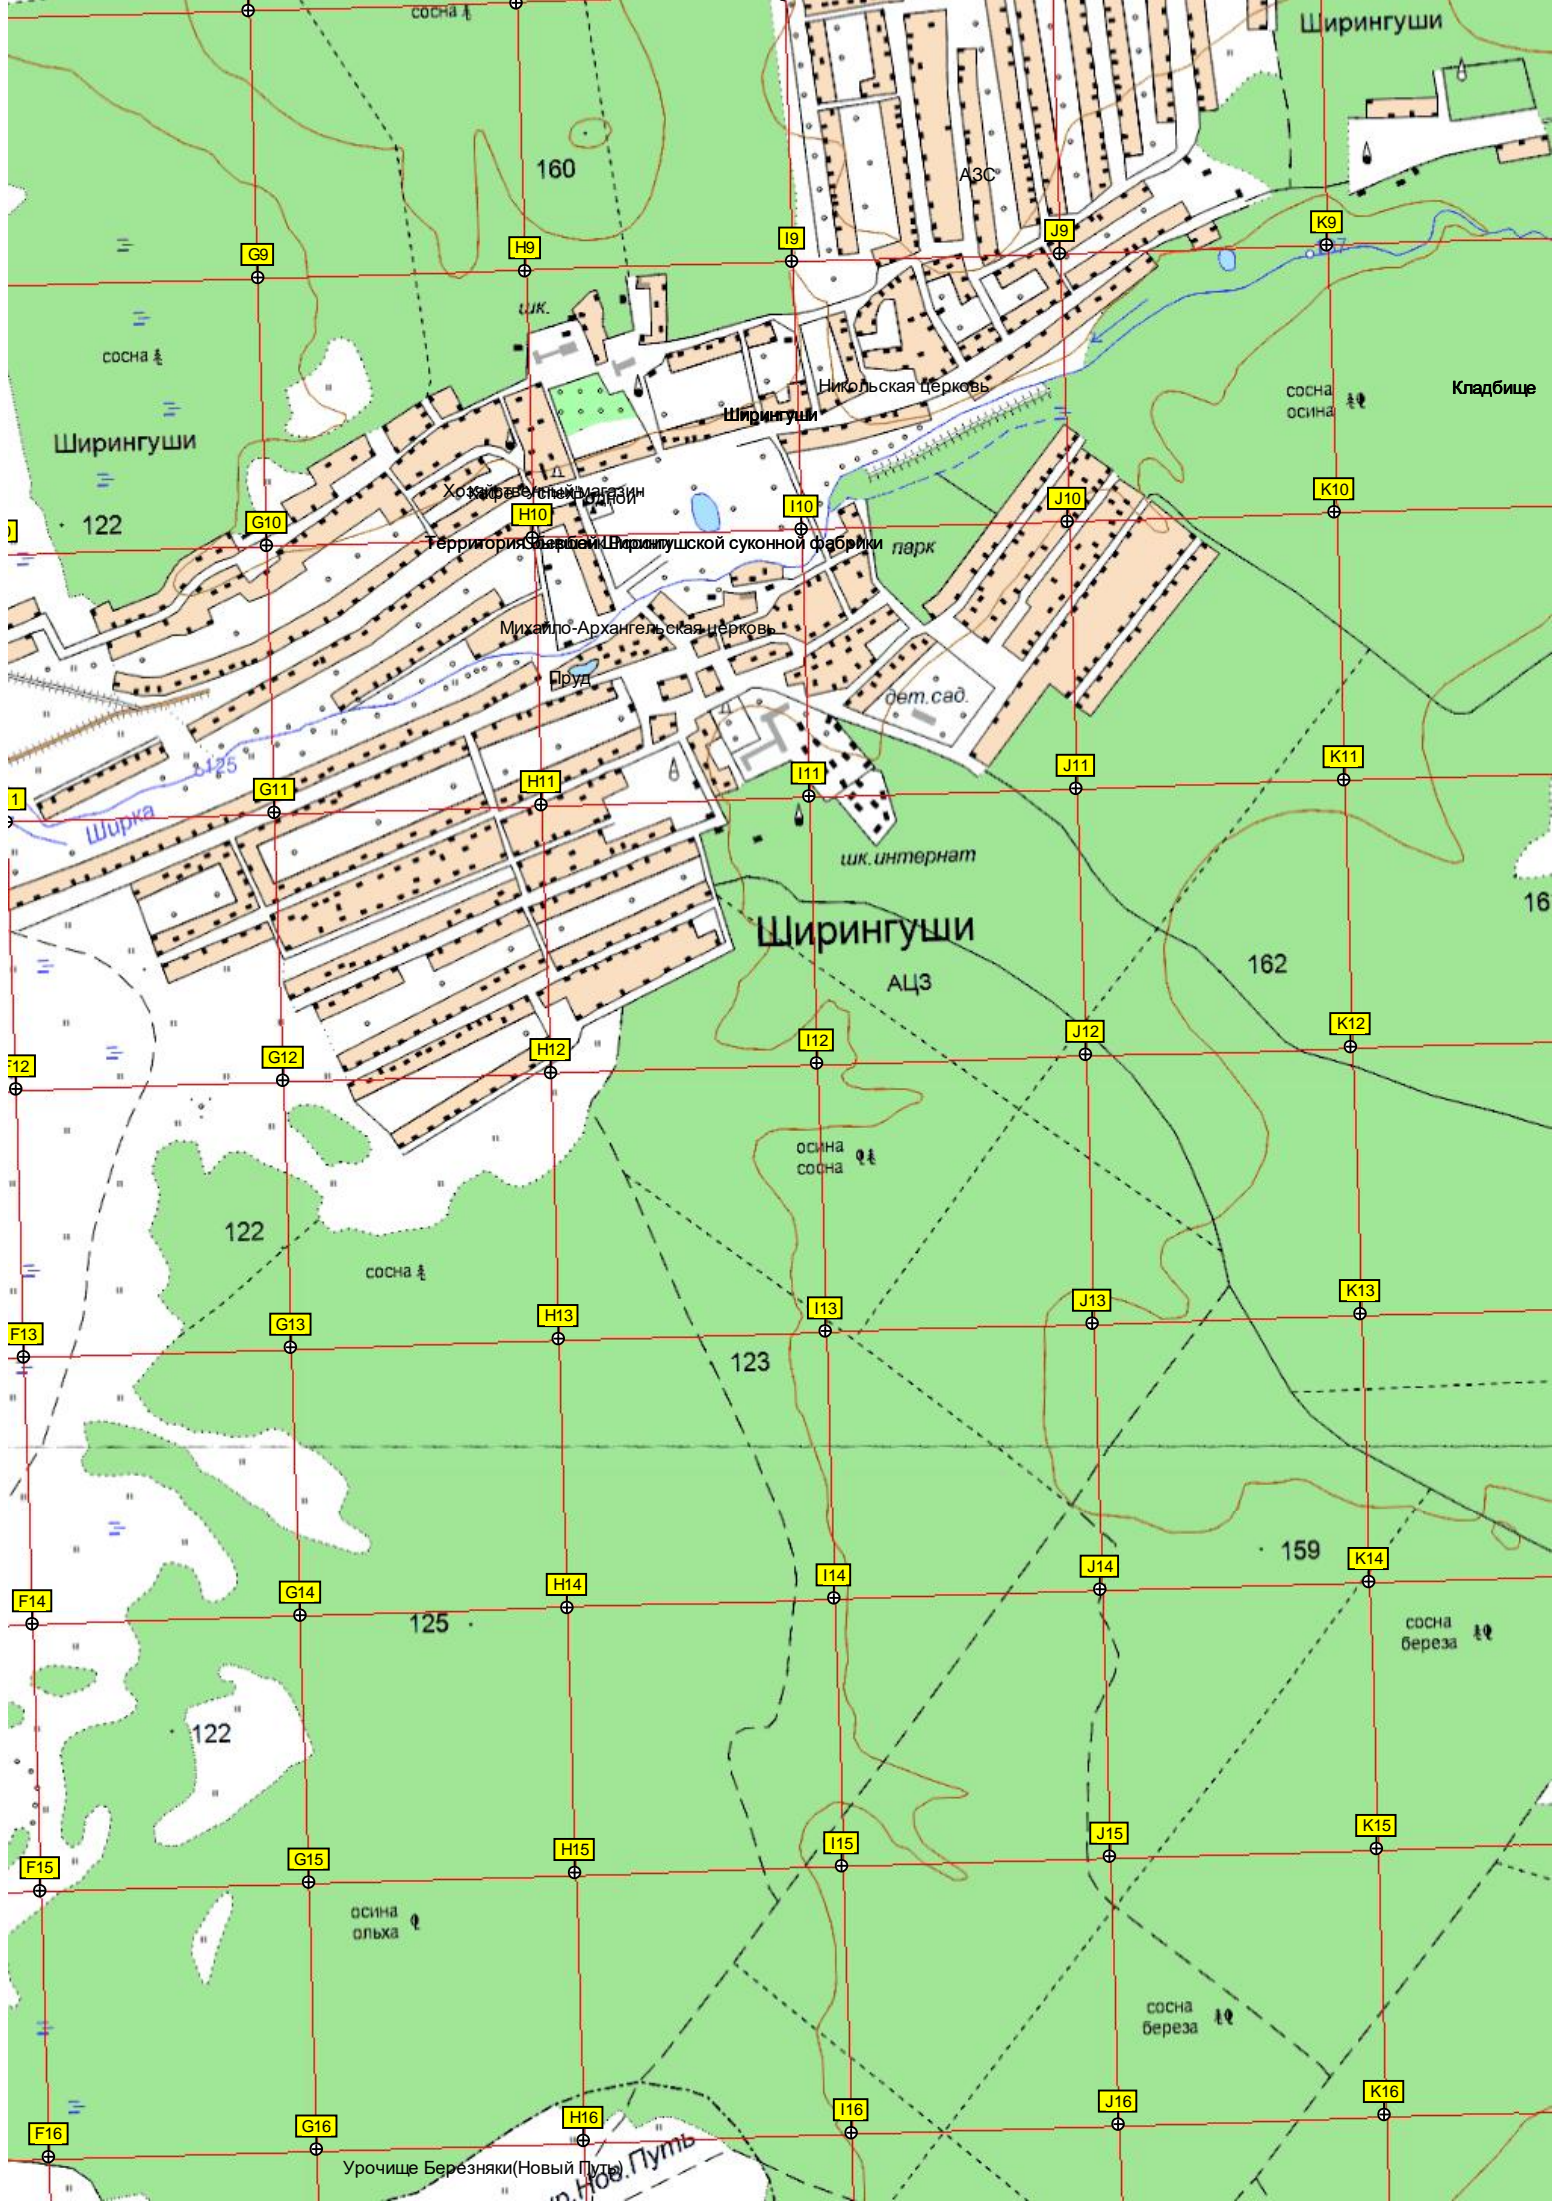 сосна
Ширингуши
160
АЗС
G9
H9
I9
J9
K9
шк.
сосна
Никольская церковь
сосна
осина
Кладбище
Ширингуши
Ширингуши
Хозяйственный магазин
122
G10
H10
I10
J10
K10
парк
Михайло-Архангельская церковь
Пруд
дет.сад.
125
Ширка
G11
H11
I11
J11
K11
шк.интернат
16
Ширингуши
АЦЗ
162
F12
G12
H12
I12
J12
K12
осина
сосна
122
сосна
F13
G13
H13
I13
J13
K13
123
159
F14
G14
H14
I14
J14
K14
125
сосна
береза
122
F15
G15
H15
I15
J15
K15
осина
ольха
сосна
береза
F16
G16
H16
I16
J16
K16
Урочище Березняки(Новый Путь)
р.Нов.Путь